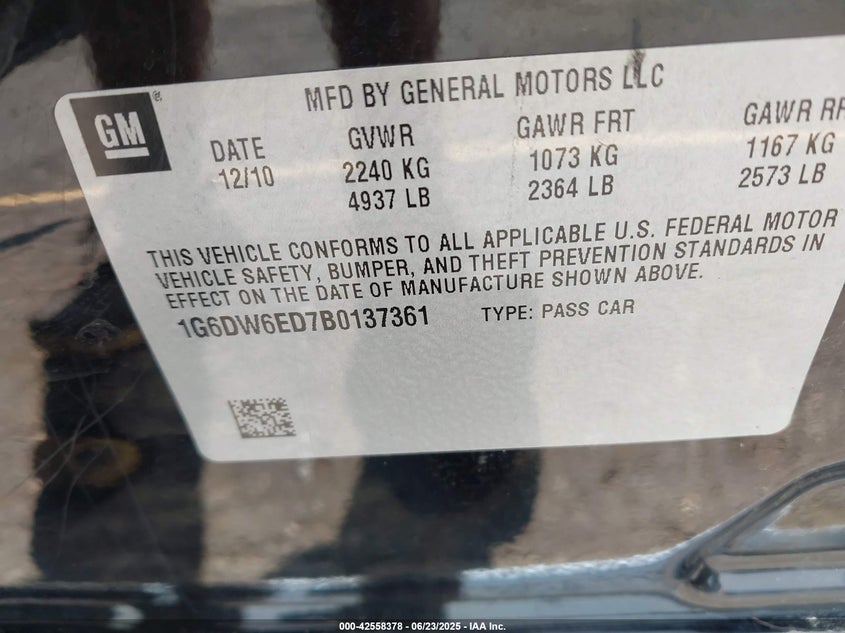 MFD BY GENERAL MOTORS LLC
GM ®
DATE GVWR GAWR FRT GAWR RR
12/10 2240 KG 1073 KG 1167 KG
4937 LB 2364 LB 2573 LB
THIS VEHICLE CONFORMS TO ALL APPLICABLE U.S. FEDERAL MOTOR
VEHICLE SAFETY, BUMPER, AND THEFT PREVENTION STANDARDS IN
EFFECT ON THE DATE OF MANUFACTURE SHOWN ABOVE.
1G6DW6ED7B0137361 TYPE: PASS CAR
000-42558378 - 06/23/2025 - IAA Inc.